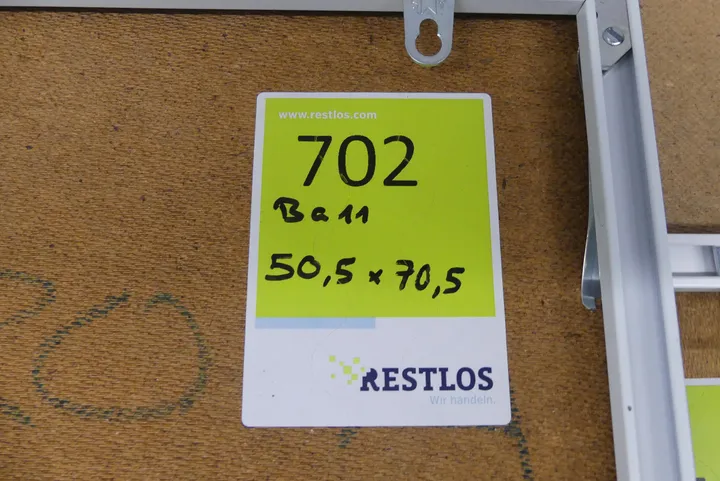 www.restlos.com
702
Ba 11
50,5 x 70,5
RESTLOS
Wir handeln.